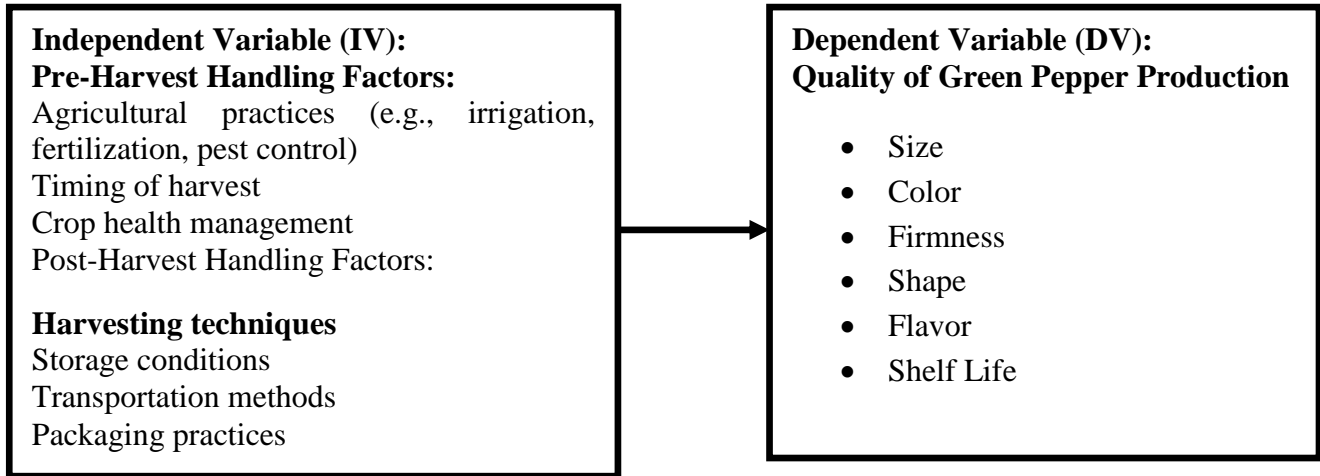 Independent Variable (IV):
Pre-Harvest Handling Factors:
Agricultural practices (e.g., irrigation,
fertilization, pest control)
Timing of harvest
Crop health management
Post-Harvest Handling Factors:
Harvesting techniques
Storage conditions
Transportation methods
Packaging practices
Dependent Variable (DV):
Quality of Green Pepper Production
• Size
• Color
• Firmness
• Shape
• Flavor
• Shelf Life